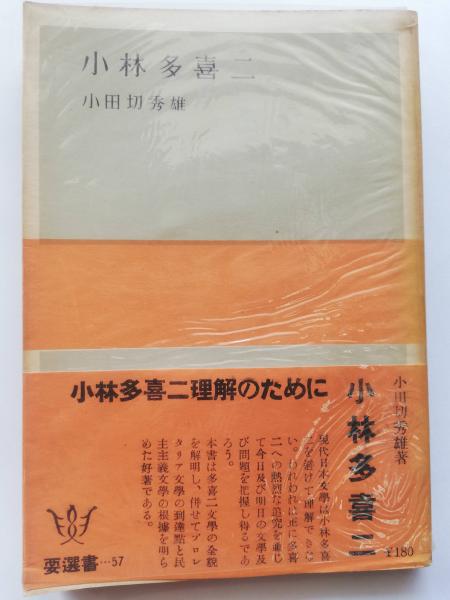 小林多喜二
小田切秀雄
小林多喜二理解のために
小田切秀雄著
小林多喜二
¥180
現代日本文學は小林多喜
二を避けて理解できな
い。われわれは正に多喜
二への熱烈な追究を通じ
て今日及び明日の文學及
び問題を把握し得るであ
ろう。
本書は多喜二文學の全貌
を解明し、併せてプロレ
タリア文學の到達點と民
主主義文學の根據を明ら
めた好著である。
要選書…57